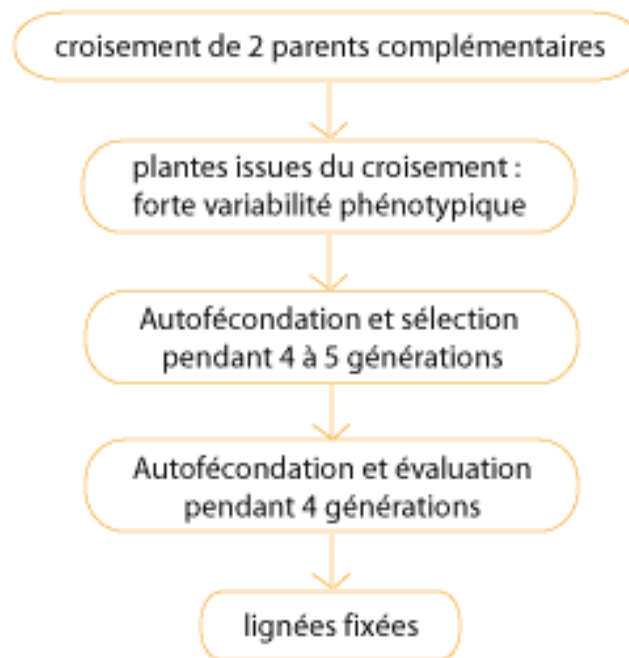 croisement de 2 parents complémentaires
plantes issues du croisement :
forte variabilité phénotypique
Autofécondation et sélection
pendant 4 à 5 générations
Autofécondation et évaluation
pendant 4 générations
lignées fixées